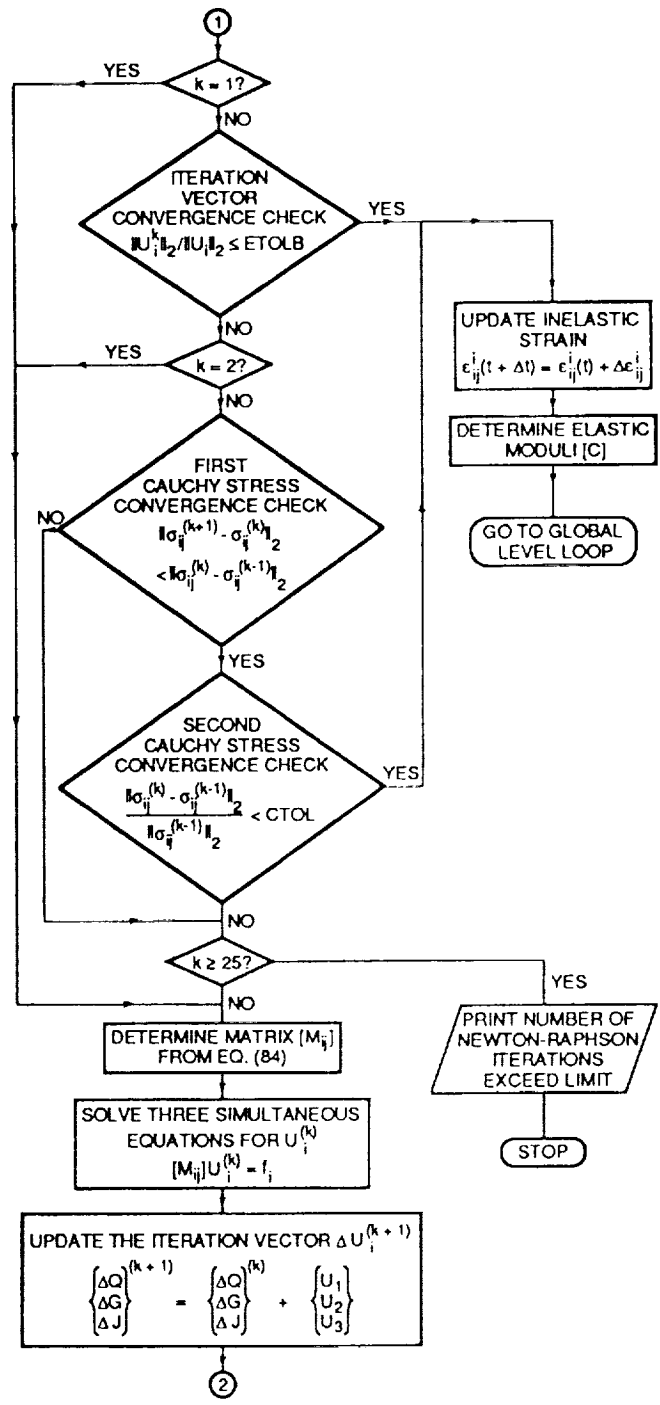 1
YES
k = 1?
NO
ITERATION
VECTOR
CONVERGENCE CHECK
‖U_i^k‖_2/‖U_i‖_2 ≤ ETOLB
YES
NO
YES
k = 2?
NO
UPDATE INELASTIC
STRAIN
ε_ij^i(t + Δt) = ε_ij^i(t) + Δε_ij^i
DETERMINE ELASTIC
MODULI [C]
GO TO GLOBAL
LEVEL LOOP
FIRST
CAUCHY STRESS
CONVERGENCE CHECK
NO
‖σ_ij^(k+1) - σ_ij^(k)‖_2
< ‖σ_ij^(k) - σ_ij^(k-1)‖_2
YES
SECOND
CAUCHY STRESS
CONVERGENCE CHECK
YES
‖σ_ij^(k) - σ_ij^(k-1)‖_2
‖σ_ij^(k-1)‖_2
< CTOL
NO
k ≥ 25?
YES
NO
PRINT NUMBER OF
NEWTON-RAPHSON
ITERATIONS
EXCEED LIMIT
STOP
DETERMINE MATRIX [M_ij]
FROM EQ. (84)
SOLVE THREE SIMULTANEOUS
EQUATIONS FOR U_i^(k)
[M_ij]U_i^(k) = f_i
UPDATE THE ITERATION VECTOR ΔU_i^(k + 1)
{ΔQ}^(k + 1) {ΔQ}^(k) {U_1}
{ΔG} = {ΔG} + {U_2}
{ΔJ} {ΔJ} {U_3}
2